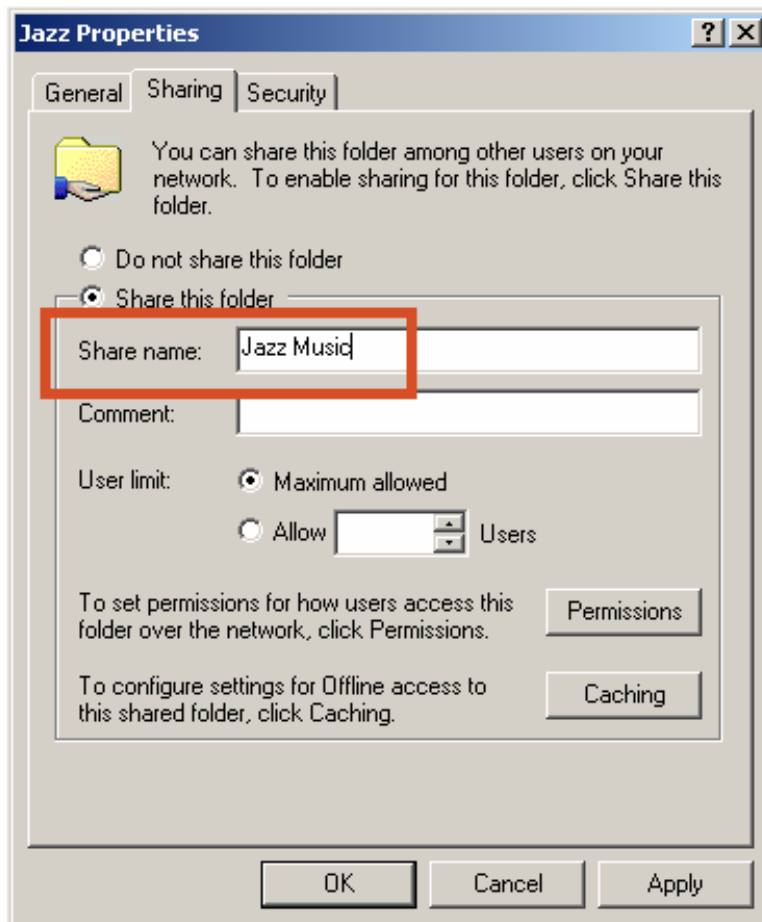 Jazz Properties
General Sharing Security
You can share this folder among other users on your
network. To enable sharing for this folder, click Share this
folder.
Do not share this folder
Share this folder
Share name: Jazz Music
Comment:
User limit: Maximum allowed
Allow Users
To set permissions for how users access this
folder over the network, click Permissions.
Permissions
To configure settings for Offline access to
this shared folder, click Caching.
Caching
OK Cancel Apply